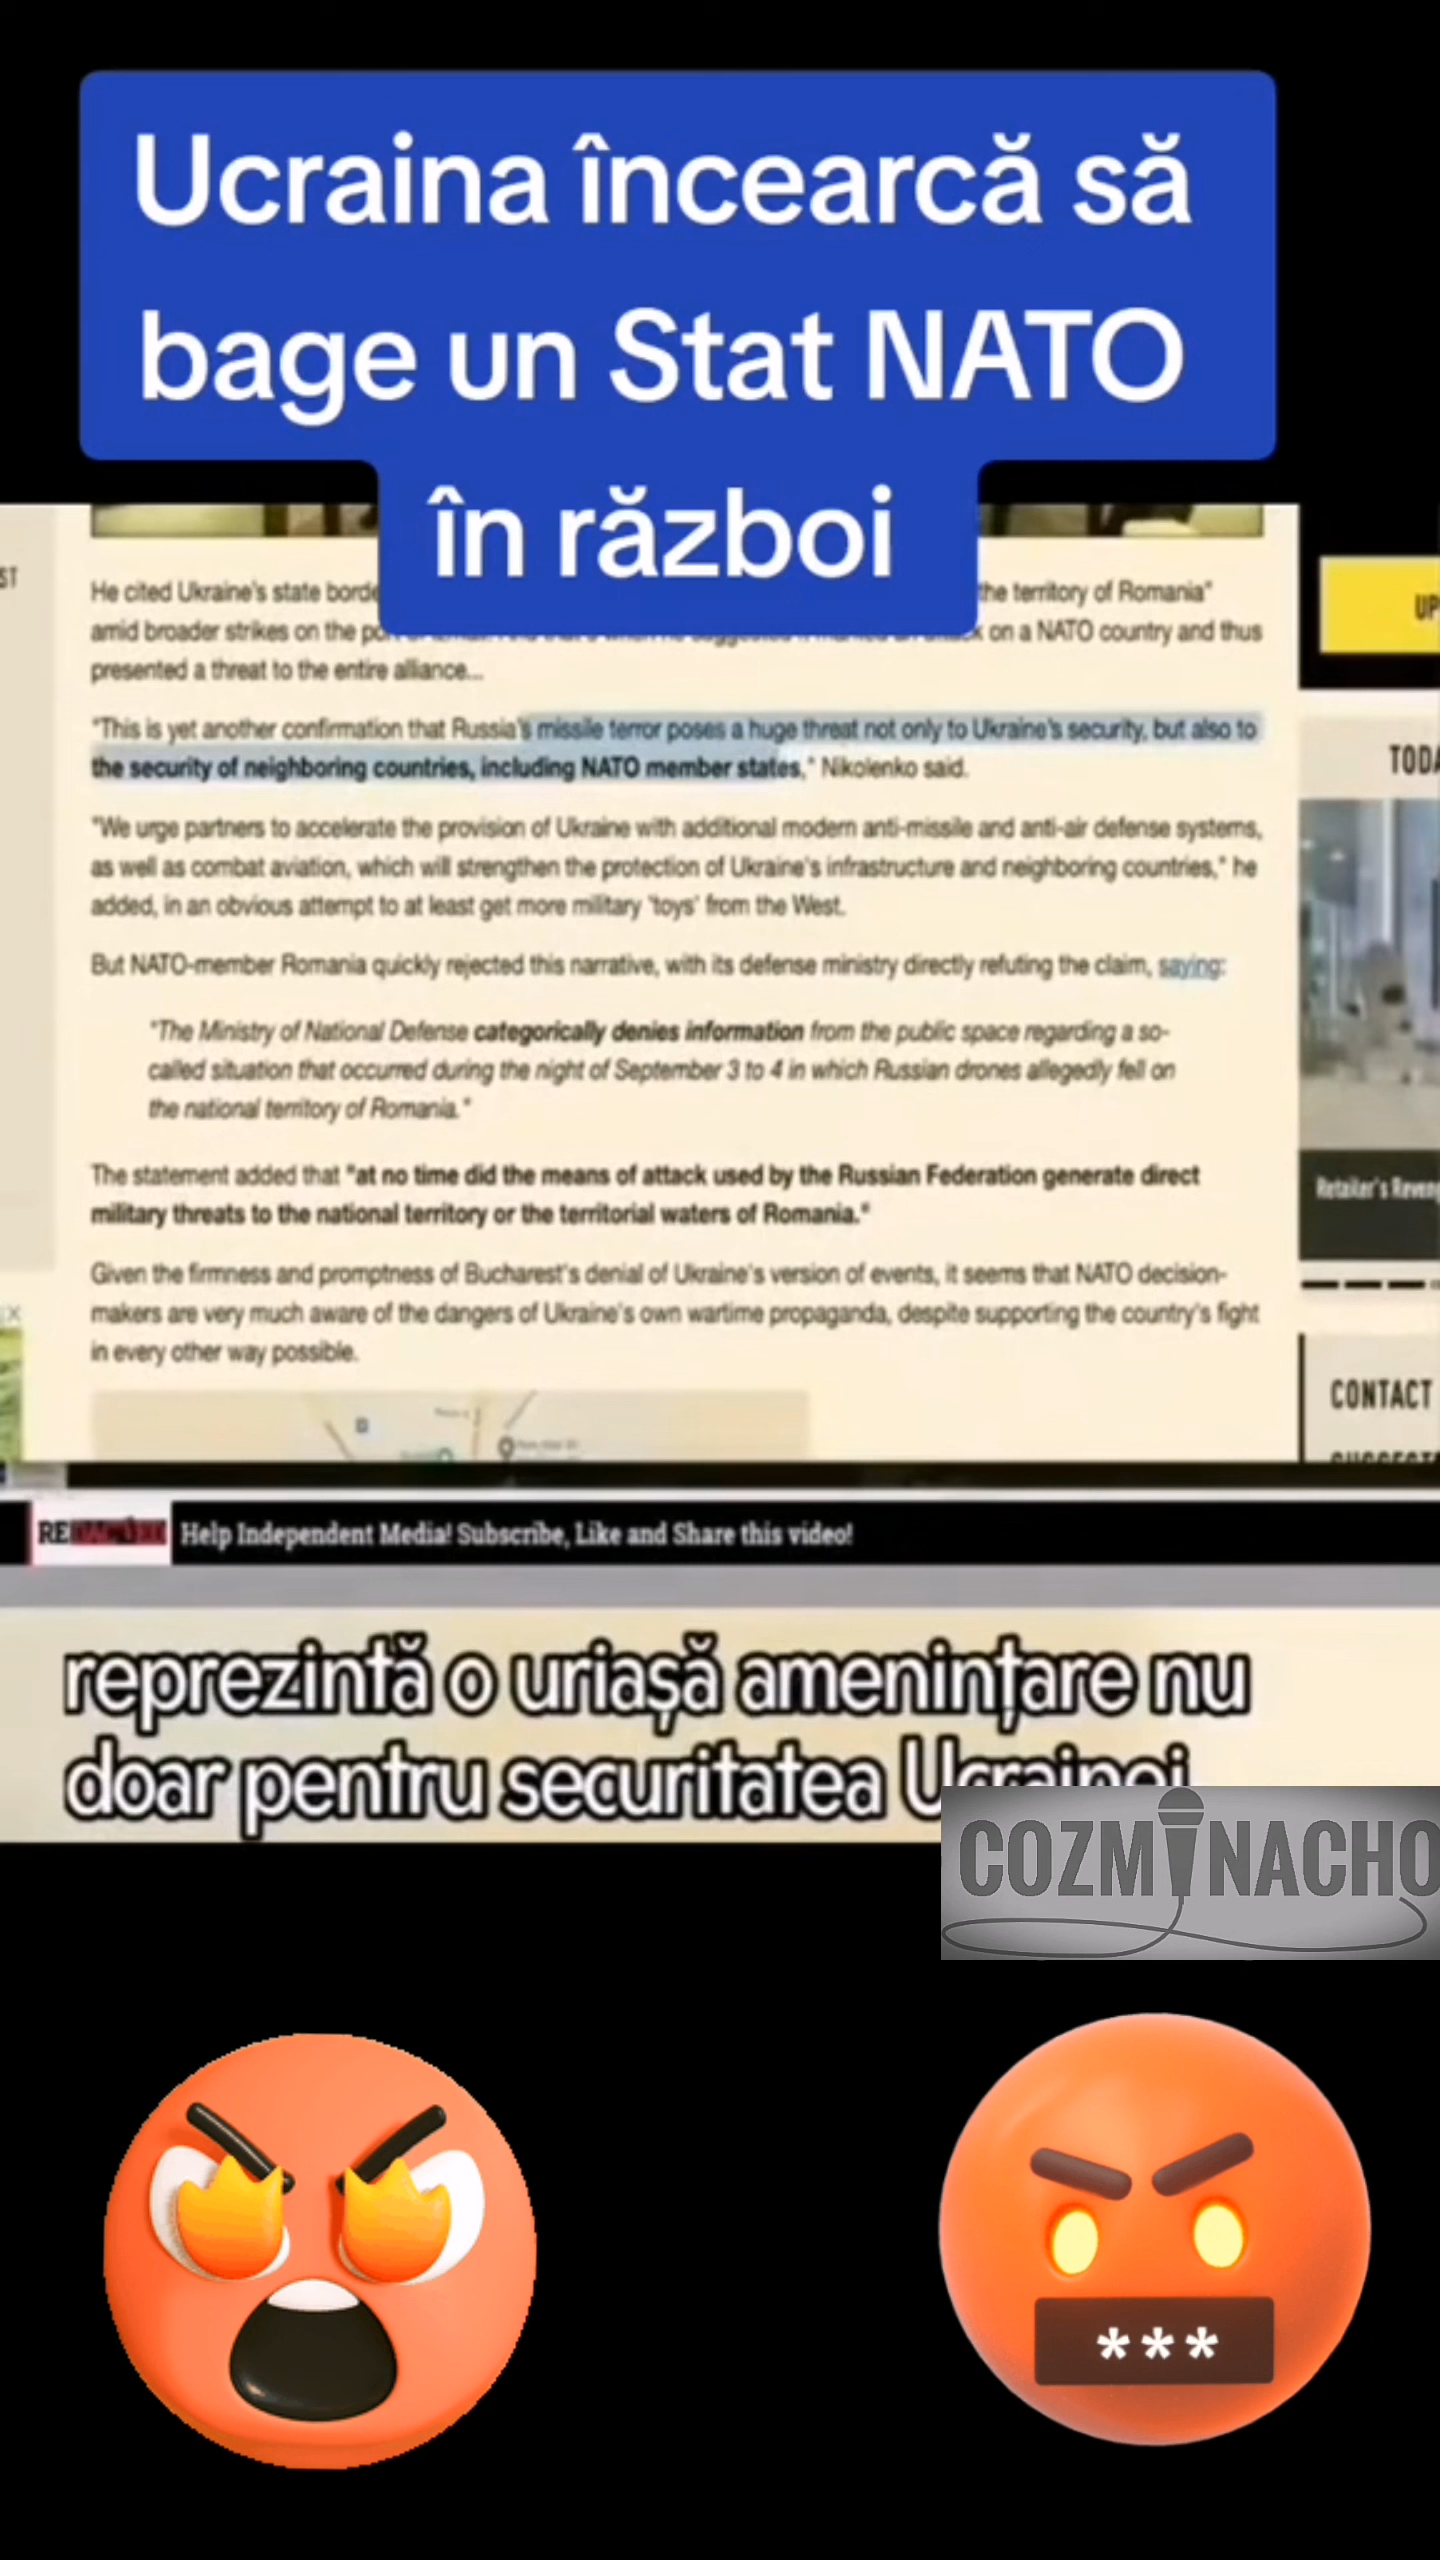 Ucraina încearcă să
bage un Stat NATO
în război
ST
He cited Ukraine's state borde
the territory of Romania"
amid broader strikes on the po
on a NATO country and thus
presented a threat to the entire alliance...
"This is yet another confirmation that Russia's missile terror poses a huge threat not only to Ukraine's security, but also to
the security of neighboring countries, including NATO member states," Nikolenko said.
"We urge partners to accelerate the provision of Ukraine with additional modern anti-missile and anti-air defense systems,
as well as combat aviation, which will strengthen the protection of Ukraine's infrastructure and neighboring countries," he
added, in an obvious attempt to at least get more military 'toys' from the West.
But NATO-member Romania quickly rejected this narrative, with its defense ministry directly refuting the claim, saying:
"The Ministry of National Defense categorically denies information from the public space regarding a so-
called situation that occurred during the night of September 3 to 4 in which Russian drones allegedly fell on
the national territory of Romania."
The statement added that "at no time did the means of attack used by the Russian Federation generate direct
military threats to the national territory or the territorial waters of Romania."
Given the firmness and promptness of Bucharest's denial of Ukraine's version of events, it seems that NATO decision-
makers are very much aware of the dangers of Ukraine's own wartime propaganda, despite supporting the country's fight
in every other way possible.
UP
TODA
Retailer's Reveng
CONTACT
RE
Help Independent Media! Subscribe, Like and Share this video!
reprezintă o uriașă amenințare nu
doar pentru securitatea Ucrainei
COZMINACHO
***